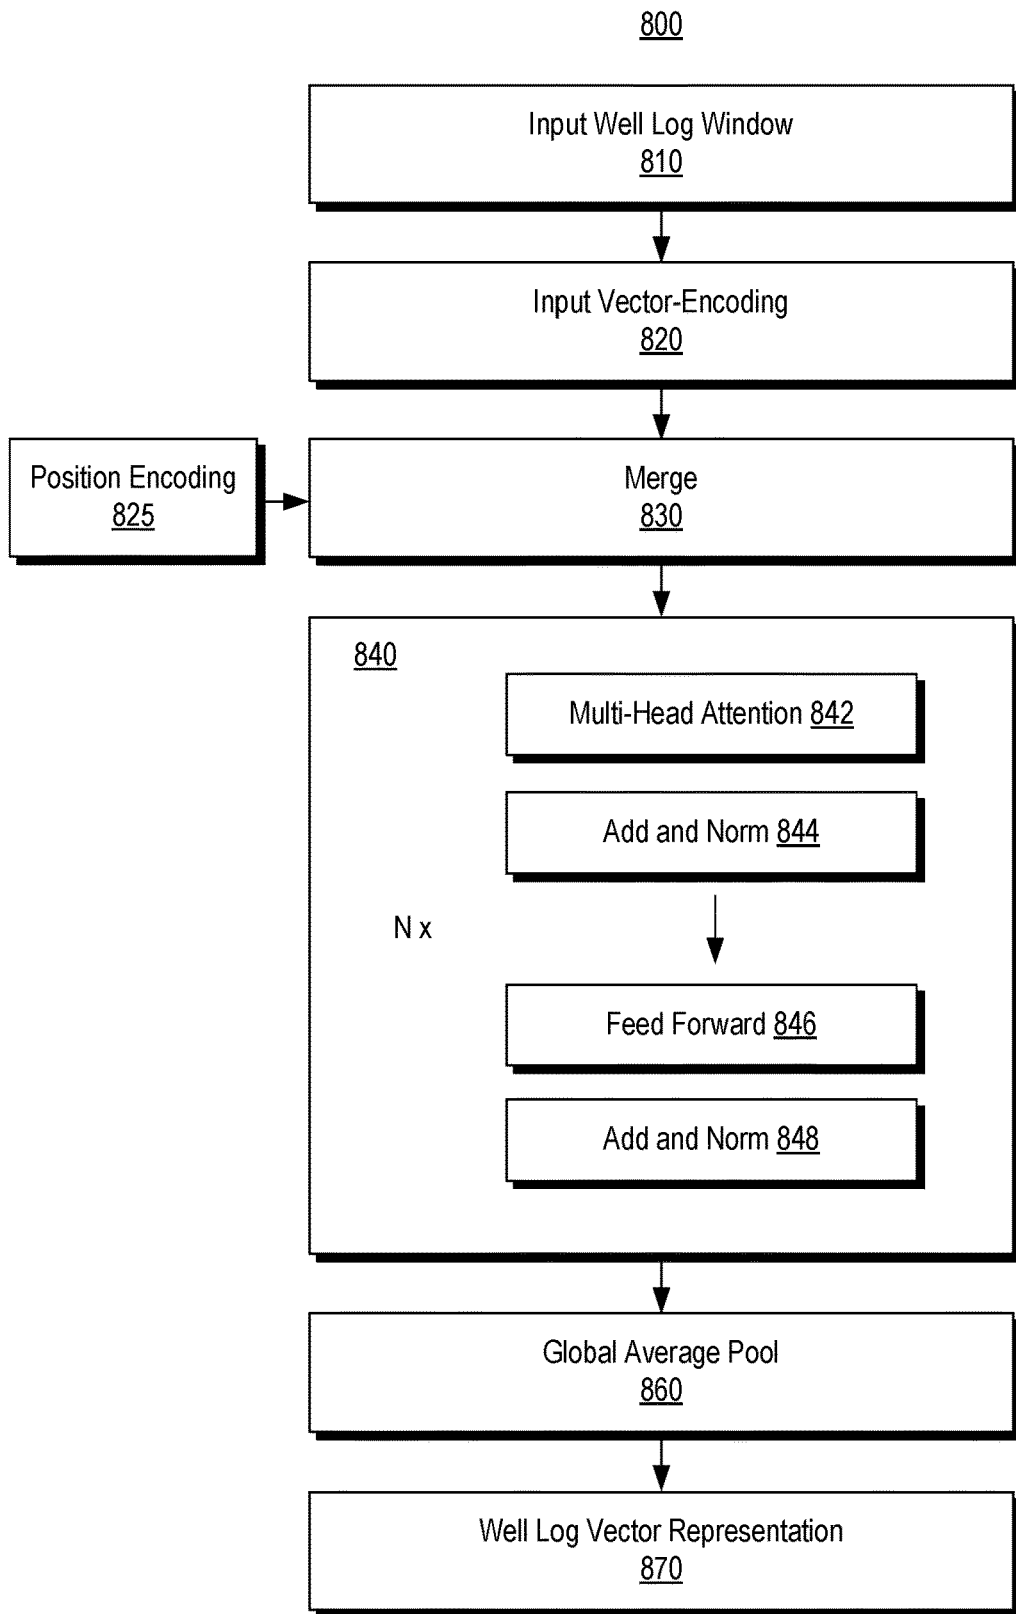 800
Input Well Log Window
810
Input Vector-Encoding
820
Position Encoding
825
Merge
830
840
Multi-Head Attention 842
Add and Norm 844
N x
Feed Forward 846
Add and Norm 848
Global Average Pool
860
Well Log Vector Representation
870